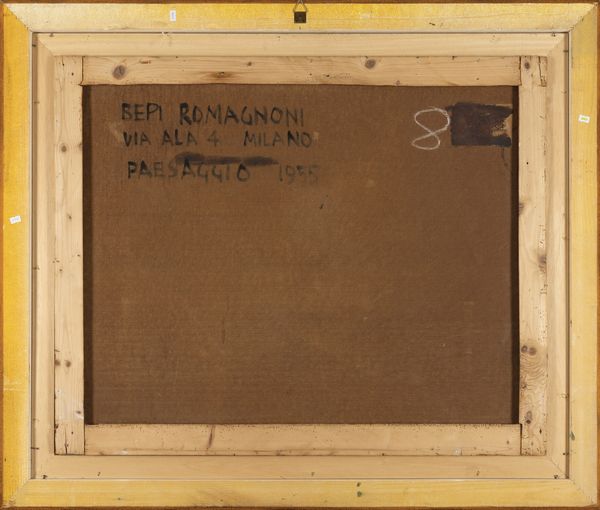 BEPI ROMAGNONI 8
VIA ALA 4 MILANO
PAESAGGIO 1955